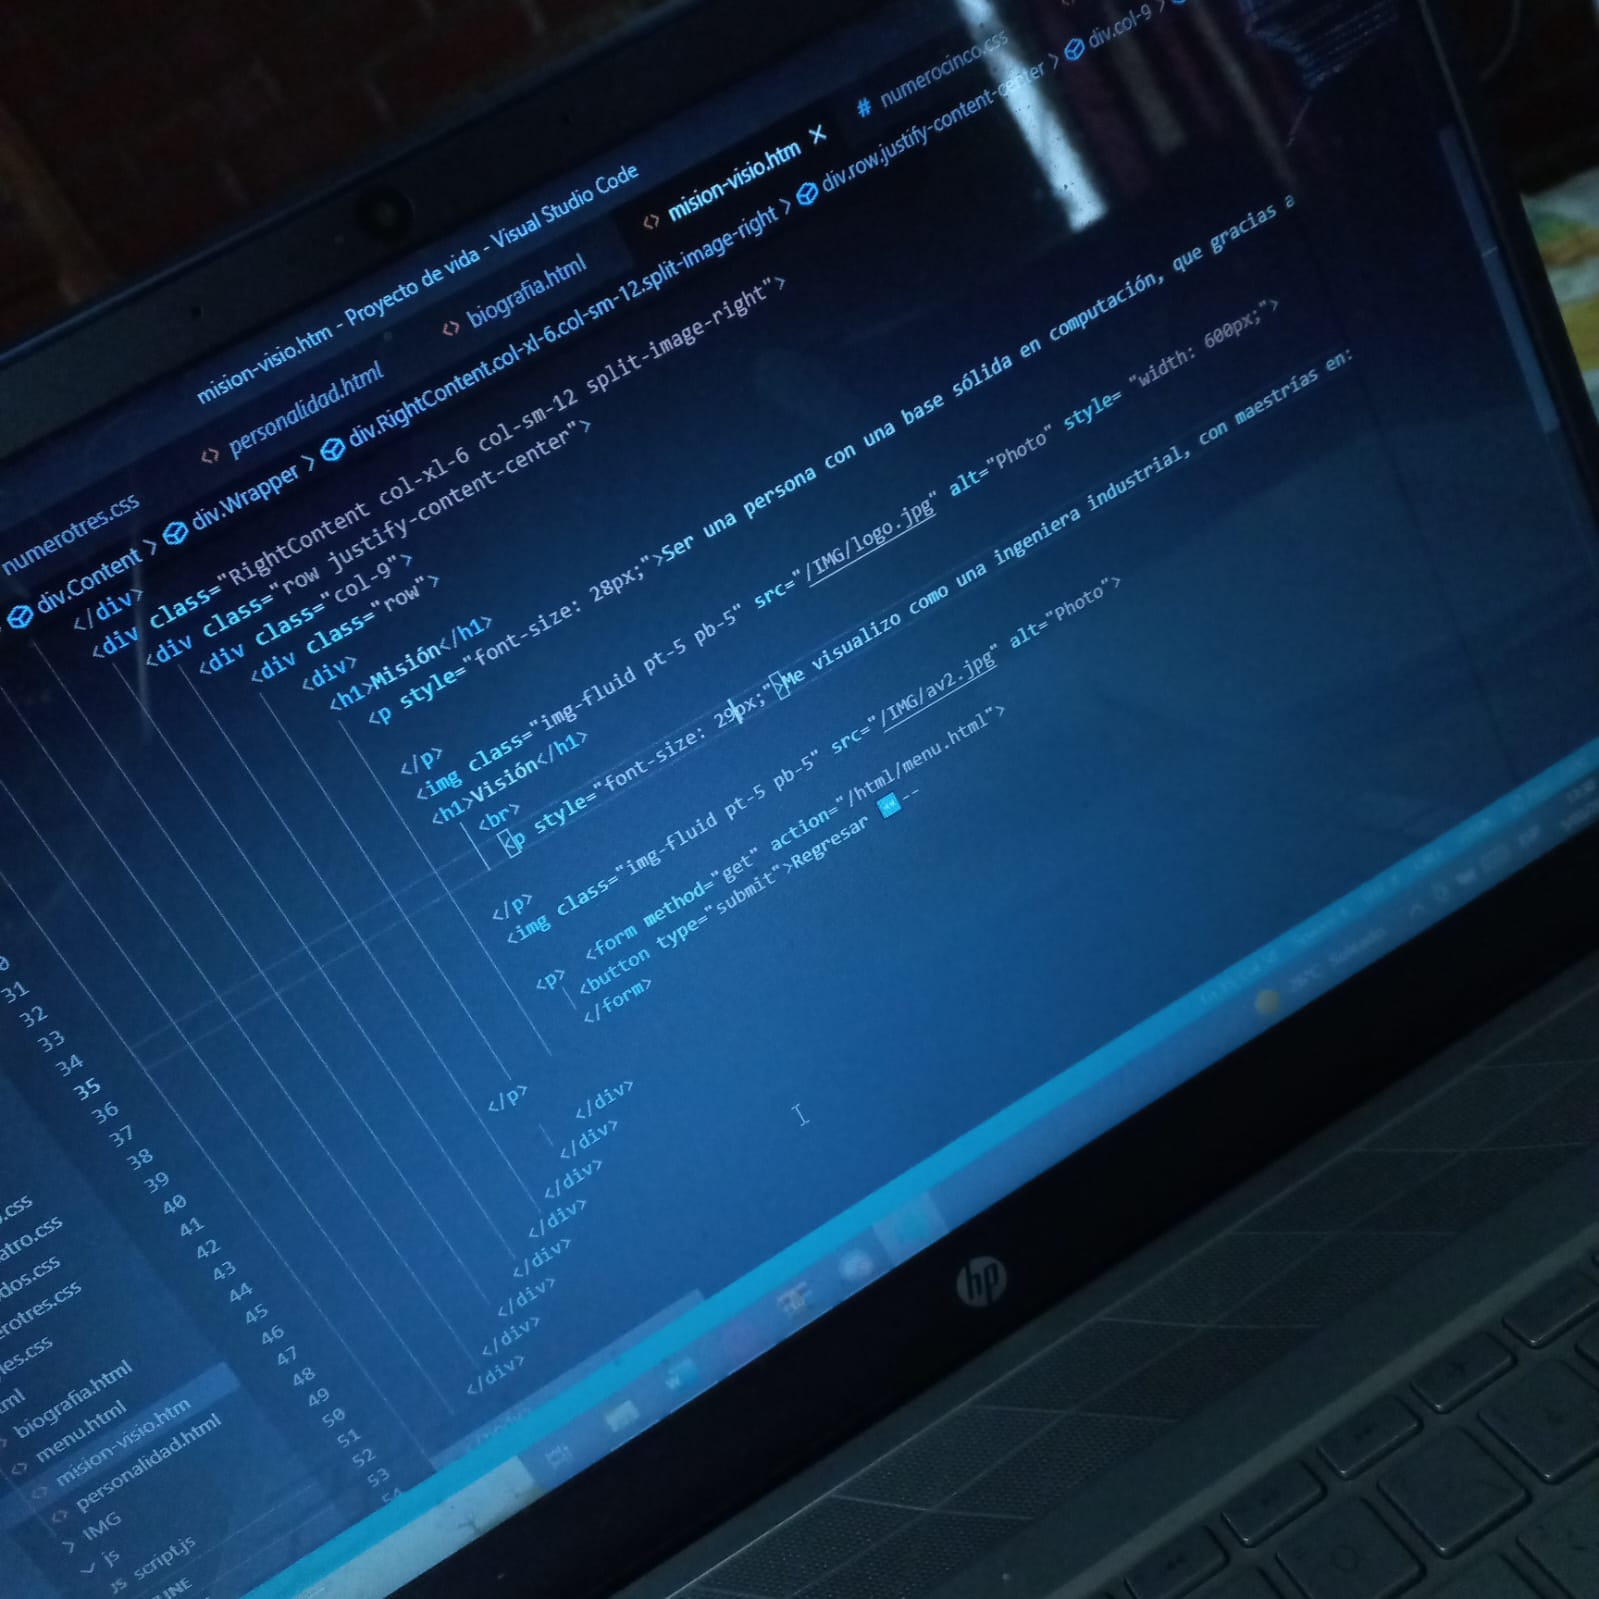 mision-visio.htm - Proyecto de vida - Visual Studio Code
numerotres.css
personalidad.html
biografia.html
mision-visio.htm
numerocinco.css
div.Content > div.Wrapper > div.RightContent.col-xl-6.col-sm-12.split-image-right > div.row.justify-content-center > div.col-9 >
</div>
<div class="RightContent col-xl-6 col-sm-12 split-image-right">
<div class="row justify-content-center">
<div class="col-9">
<div class="row">
<div>
<h1>Misión</h1>
<p style="font-size: 28px;">Ser una persona con una base sólida en computación, que gracias a
</p>
<img class="img-fluid pt-5 pb-5" src="/IMG/logo.jpg" alt="Photo" style= "width: 600px;">
<h1>Visión</h1>
<br>
<p style="font-size: 29px;">Me visualizo como una ingeniera industrial, con maestrías en:
</p>
<img class="img-fluid pt-5 pb-5" src="/IMG/av2.jpg" alt="Photo">
<p> <form method="get" action="/html/menu.html">
<button type="submit">Regresar 🔙--
</form>
</p>
</div>
</div>
</div>
</div>
</div>
</div>
</div>
</div>
31
32
33
34
35
36
37
38
39
40
41
42
43
44
45
46
47
48
49
50
51
52
53
54
dos.css
biografia.html
menu.html
mision-visio.htm
personalidad.html
IMG
js
JS script.js
hp